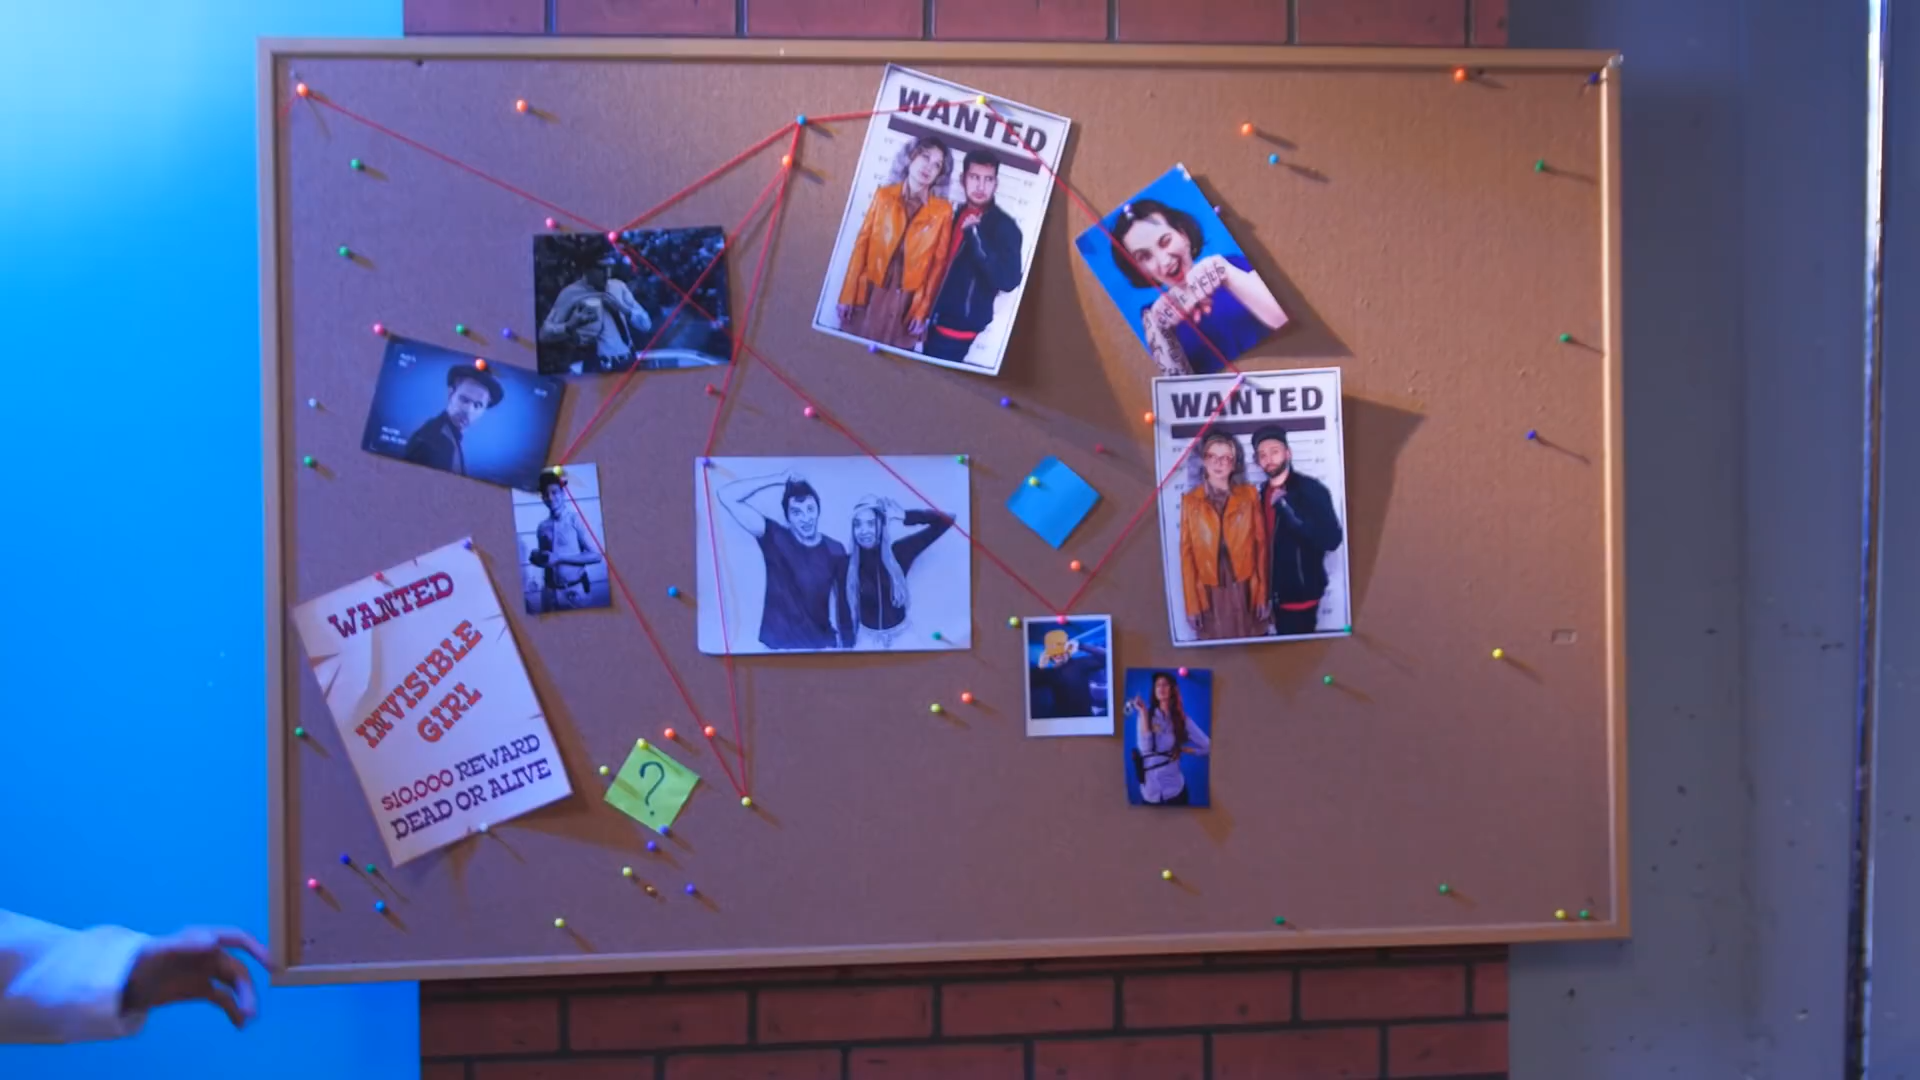 WANTED
WANTED
WANTED
INVISIBLE
GIRL
$10,000 REWARD
DEAD OR ALIVE
?